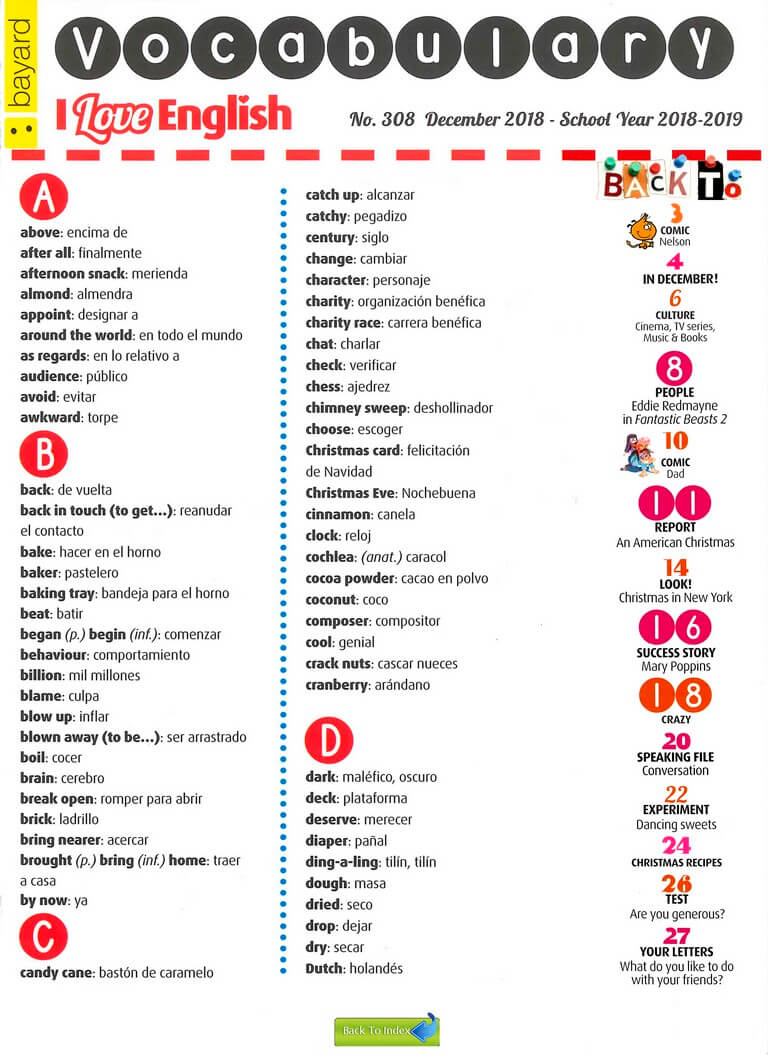 bayard
Vocabulary
I Love English
No. 308 December 2018 - School Year 2018-2019
A
above: encima de
after all: finalmente
afternoon snack: merienda
almond: almendra
appoint: designar a
around the world: en todo el mundo
as regards: en lo relativo a
audience: público
avoid: evitar
awkward: torpe
B
back: de vuelta
back in touch (to get...): reanudar
el contacto
bake: hacer en el horno
baker: pastelero
baking tray: bandeja para el horno
beat: batir
began (p.) begin (inf.): comenzar
behaviour: comportamiento
billion: mil millones
blame: culpa
blow up: inflar
blown away (to be...): ser arrastrado
boil: cocer
brain: cerebro
break open: romper para abrir
brick: ladrillo
bring nearer: acercar
brought (p.) bring (inf.) home: traer
a casa
by now: ya
C
candy cane: bastón de caramelo
catch up: alcanzar
catchy: pegadizo
century: siglo
change: cambiar
character: personaje
charity: organización benéfica
charity race: carrera benéfica
chat: charlar
check: verificar
chess: ajedrez
chimney sweep: deshollinador
choose: escoger
Christmas card: felicitación
de Navidad
Christmas Eve: Nochebuena
cinnamon: canela
clock: reloj
cochlea: (anat.) caracol
cocoa powder: cacao en polvo
coconut: coco
composer: compositor
cool: genial
crack nuts: cascar nueces
cranberry: arándano
D
dark: maléfico, oscuro
deck: plataforma
deserve: merecer
diaper: pañal
ding-a-ling: tilín, tilín
dough: masa
dried: seco
drop: dejar
dry: secar
Dutch: holandés
BACK TO
3
COMIC
Nelson
4
IN DECEMBER!
6
CULTURE
Cinema, TV series,
Music & Books
8
PEOPLE
Eddie Redmayne
in Fantastic Beasts 2
10
COMIC
Dad
11
REPORT
An American Christmas
14
LOOK!
Christmas in New York
16
SUCCESS STORY
Mary Poppins
18
CRAZY
20
SPEAKING FILE
Conversation
22
EXPERIMENT
Dancing sweets
24
CHRISTMAS RECIPES
26
TEST
Are you generous?
27
YOUR LETTERS
What do you like to do
with your friends?
Back To Index